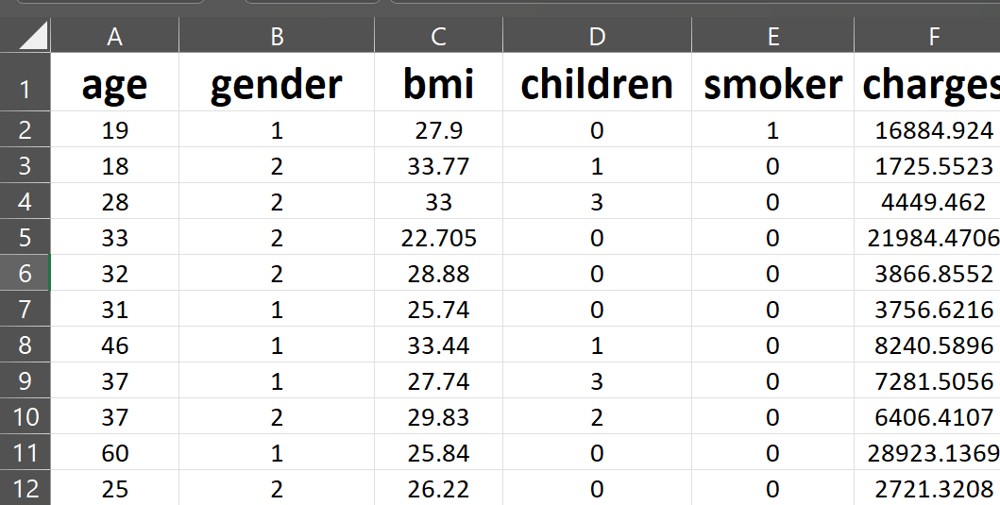 A B C D E F
1 age gender bmi children smoker charges
2 19 1 27.9 0 1 16884.924
3 18 2 33.77 1 0 1725.5523
4 28 2 33 3 0 4449.462
5 33 2 22.705 0 0 21984.4706
6 32 2 28.88 0 0 3866.8552
7 31 1 25.74 0 0 3756.6216
8 46 1 33.44 1 0 8240.5896
9 37 1 27.74 3 0 7281.5056
10 37 2 29.83 2 0 6406.4107
11 60 1 25.84 0 0 28923.1369
12 25 2 26.22 0 0 2721.3208